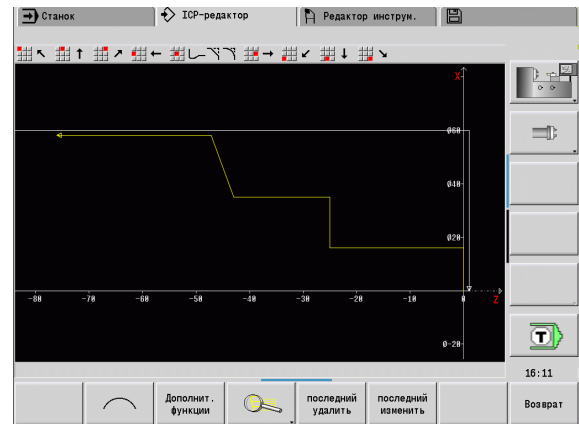 Станок
ICP-редактор
Редактор инструм.
X
Ø60
Ø40
Ø20
-80 -70 -60 -50 -40 -30 -20 -10 0 Z
Ø-20
T
16:11
Дополнит. функции
последний удалить
последний изменить
Возврат